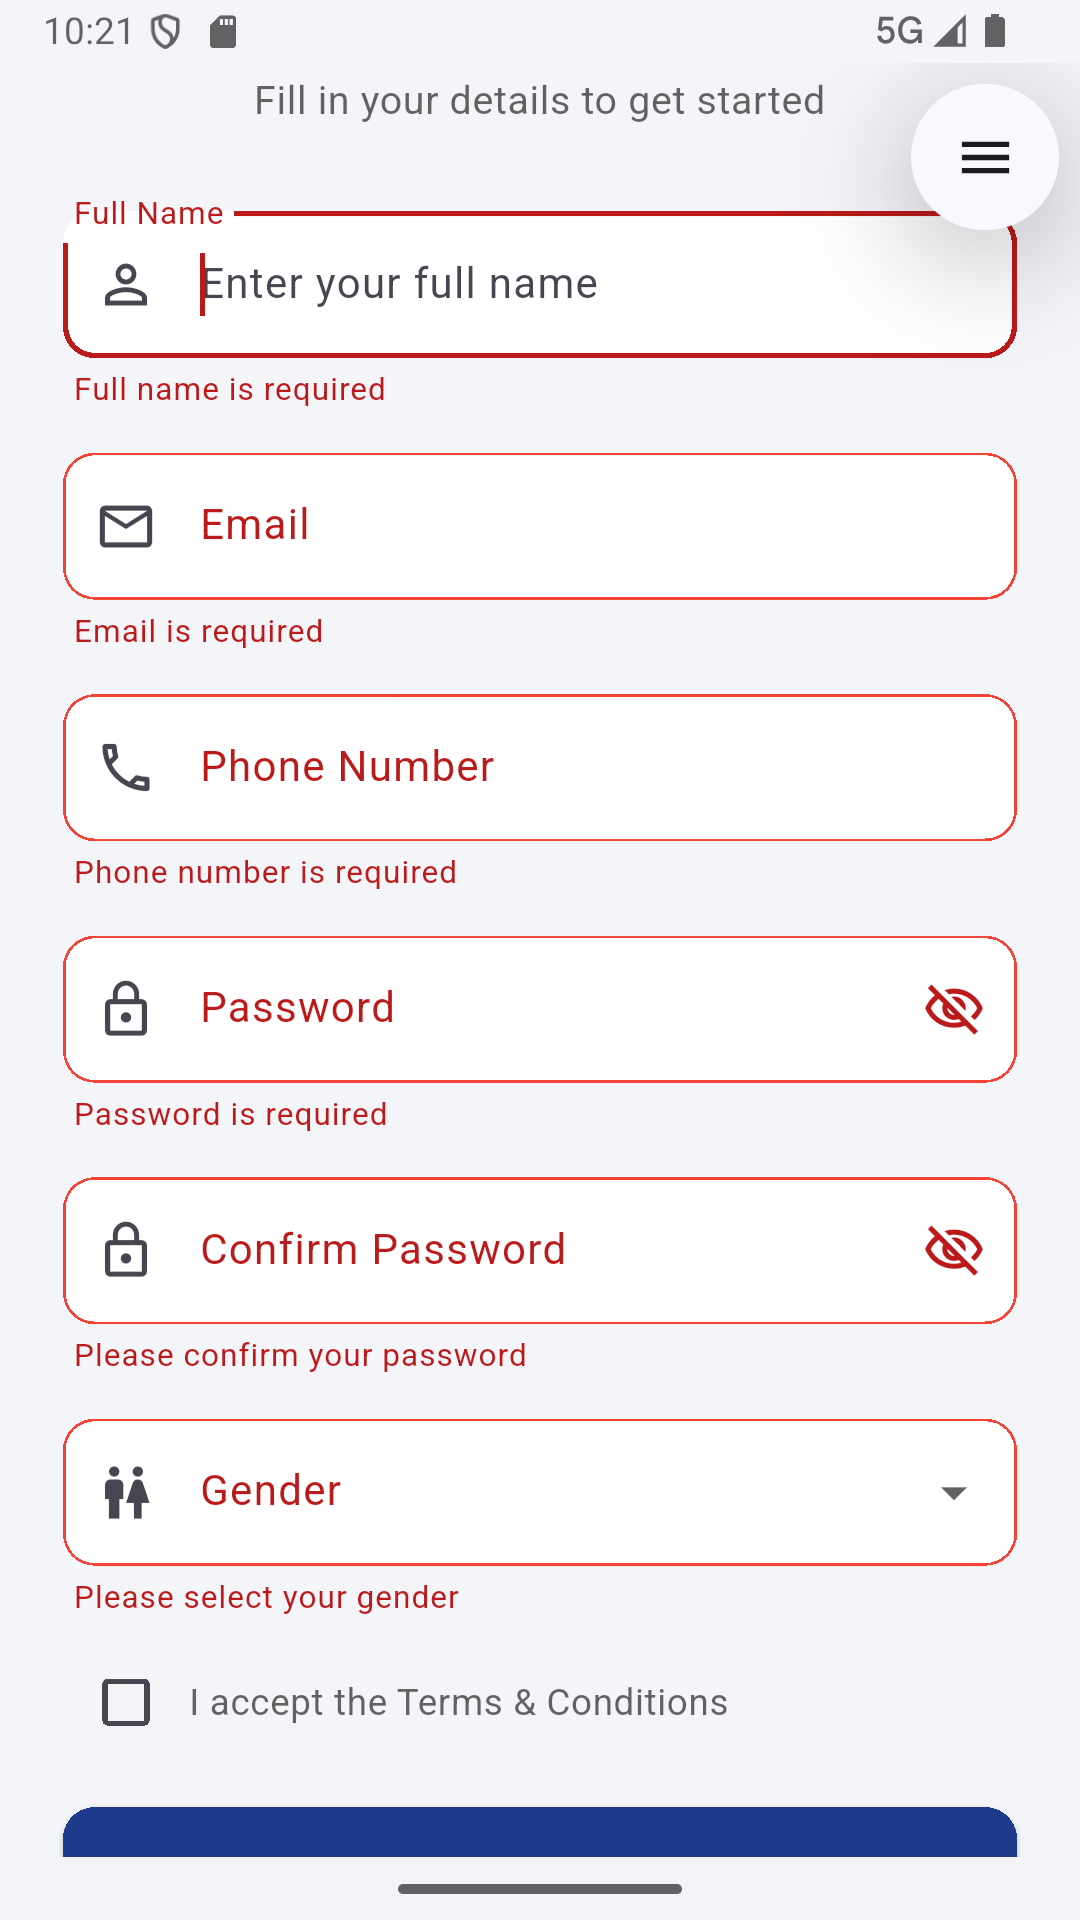 10:21
5G
Fill in your details to get started
Full Name
Enter your full name
Full name is required
Email
Email is required
Phone Number
Phone number is required
Password
Password is required
Confirm Password
Please confirm your password
Gender
Please select your gender
I accept the Terms & Conditions